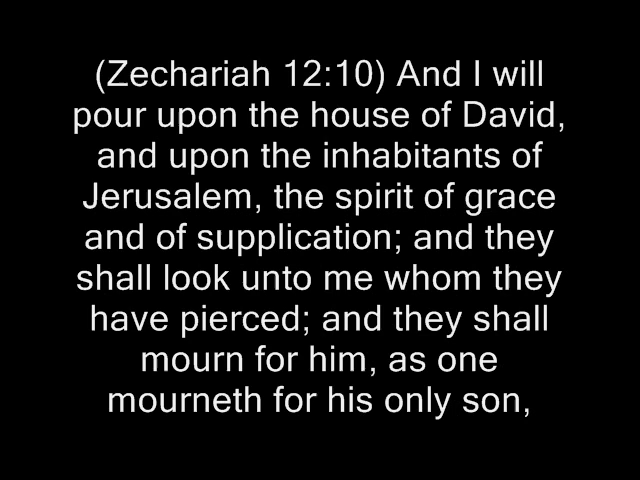 (Zechariah 12:10) And I will
pour upon the house of David,
and upon the inhabitants of
Jerusalem, the spirit of grace
and of supplication; and they
shall look unto me whom they
have pierced; and they shall
mourn for him, as one
mourneth for his only son,